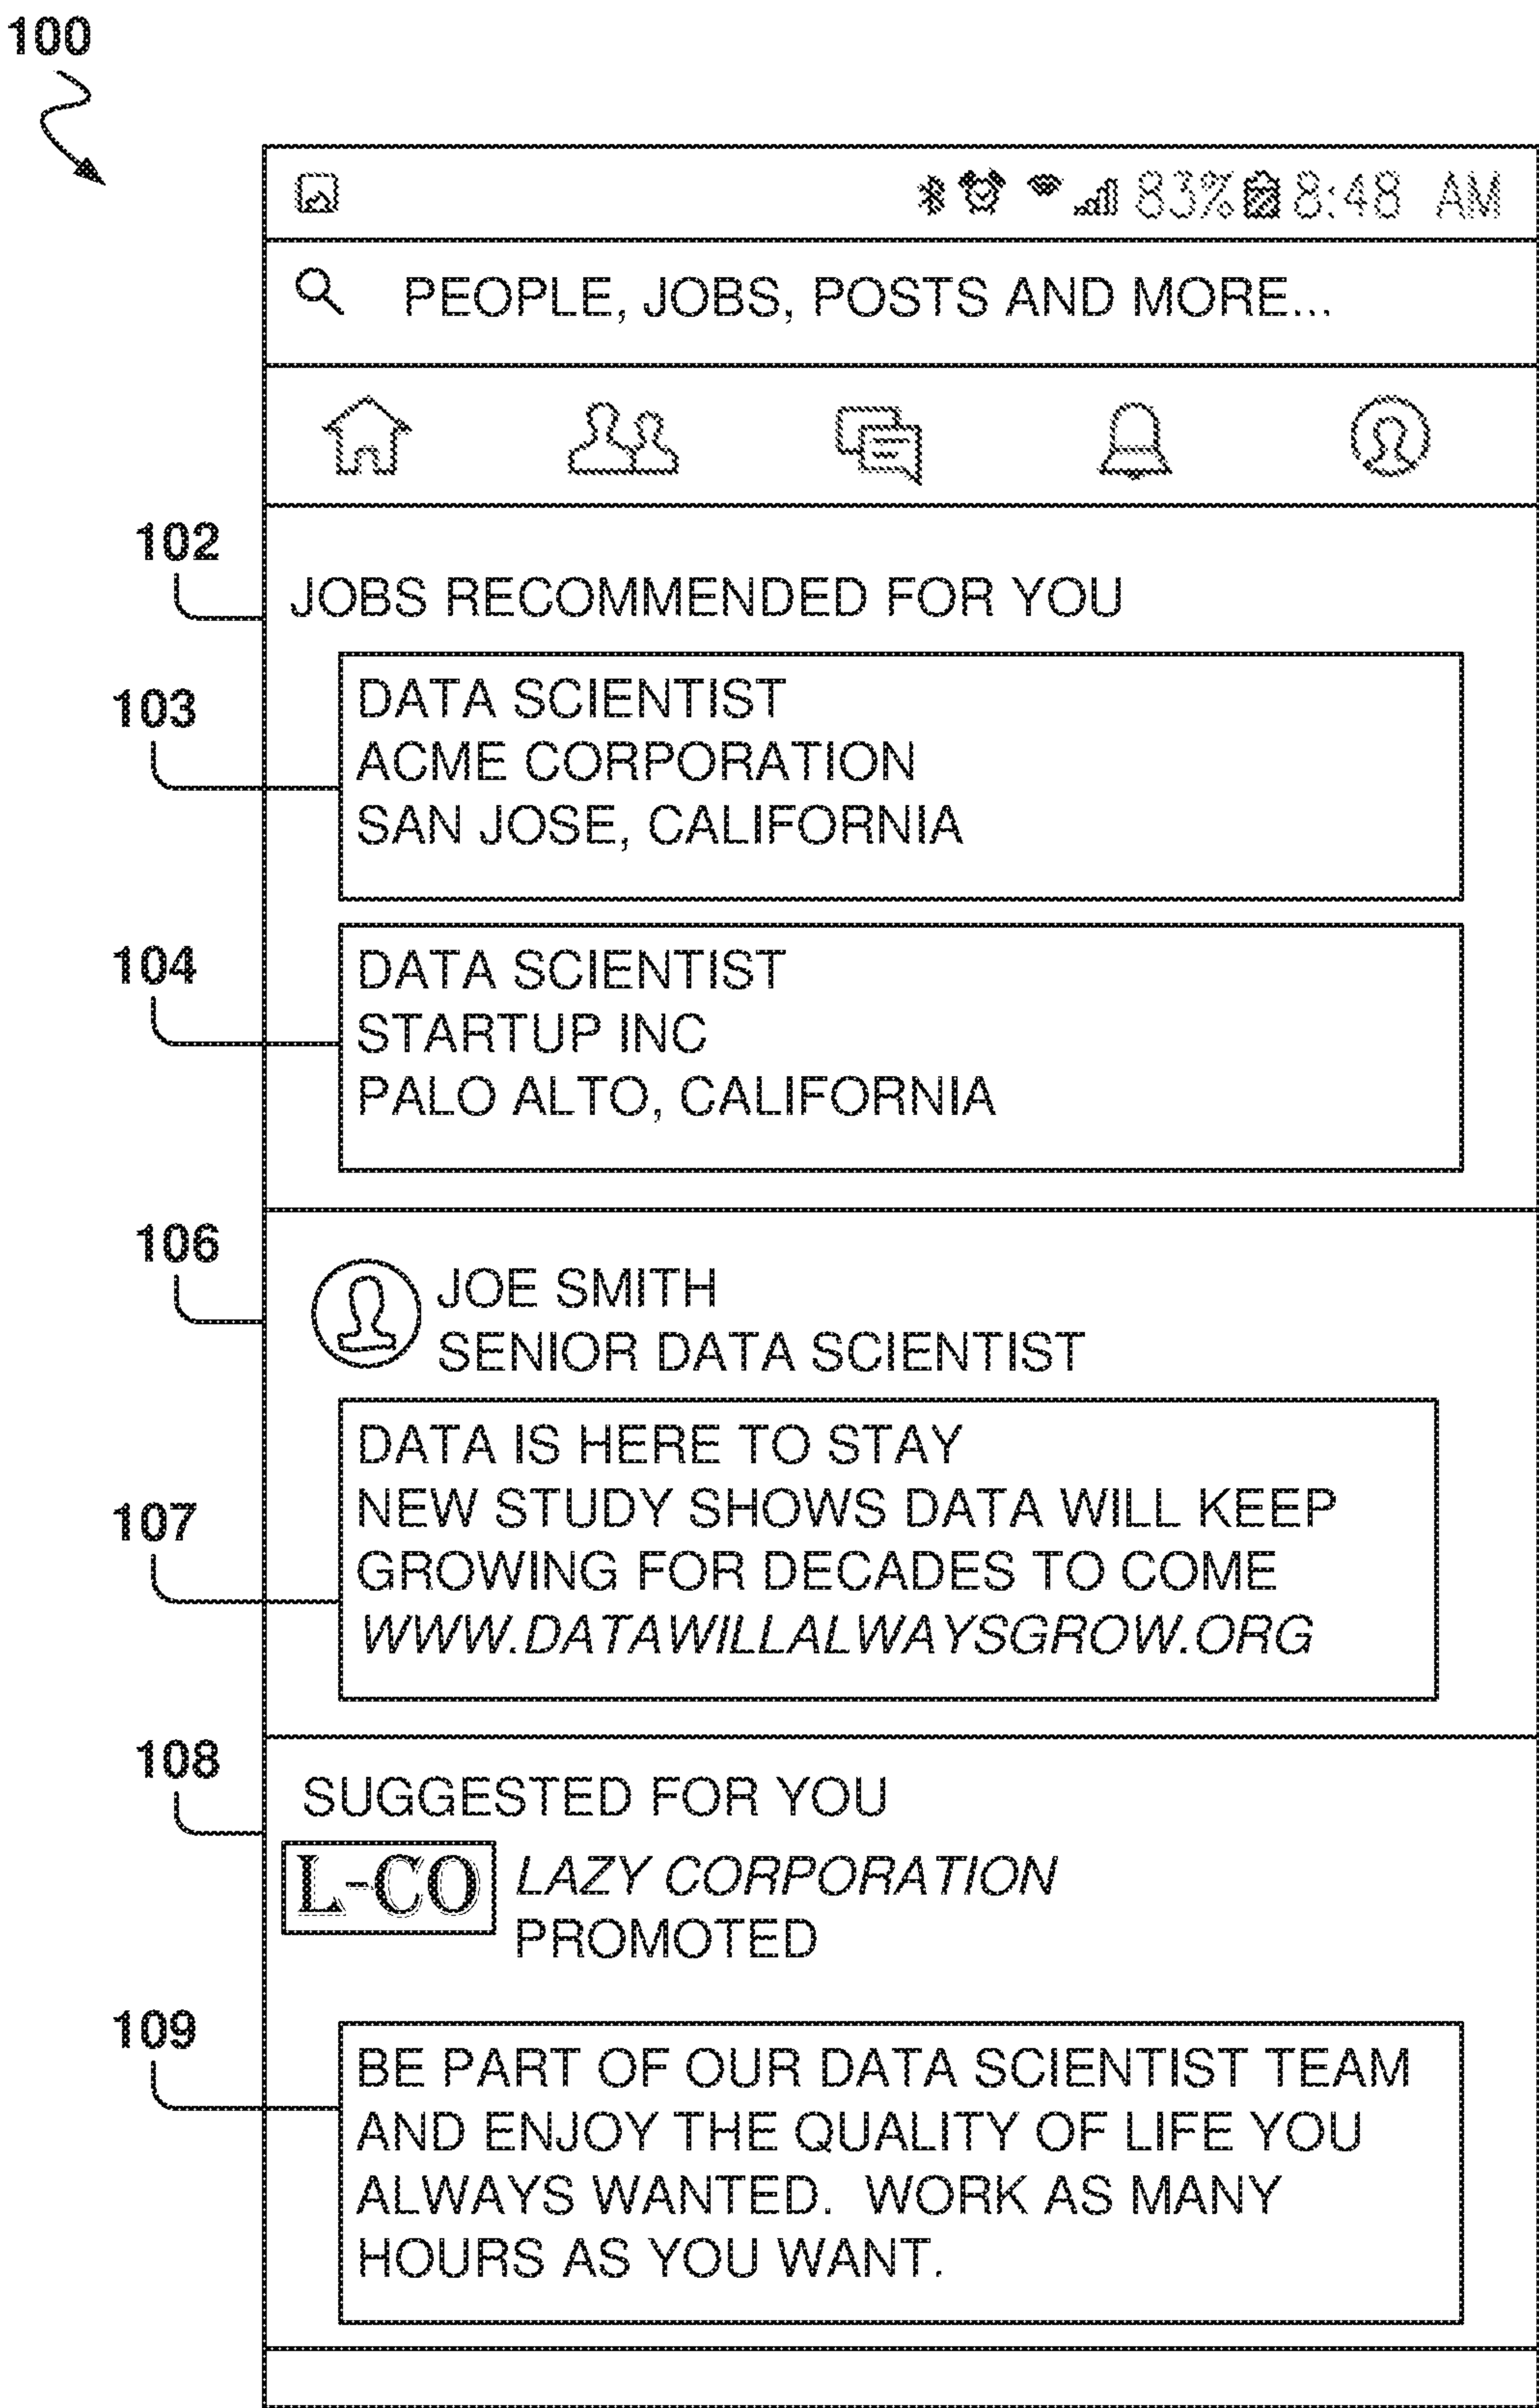 100
83% 8:48 AM
PEOPLE, JOBS, POSTS AND MORE...
102
JOBS RECOMMENDED FOR YOU
103
DATA SCIENTIST
ACME CORPORATION
SAN JOSE, CALIFORNIA
104
DATA SCIENTIST
STARTUP INC
PALO ALTO, CALIFORNIA
106
JOE SMITH
SENIOR DATA SCIENTIST
107
DATA IS HERE TO STAY
NEW STUDY SHOWS DATA WILL KEEP
GROWING FOR DECADES TO COME
WWW.DATAWILLALWAYSGROW.ORG
108
SUGGESTED FOR YOU
L-CO
LAZY CORPORATION
PROMOTED
109
BE PART OF OUR DATA SCIENTIST TEAM
AND ENJOY THE QUALITY OF LIFE YOU
ALWAYS WANTED. WORK AS MANY
HOURS AS YOU WANT.